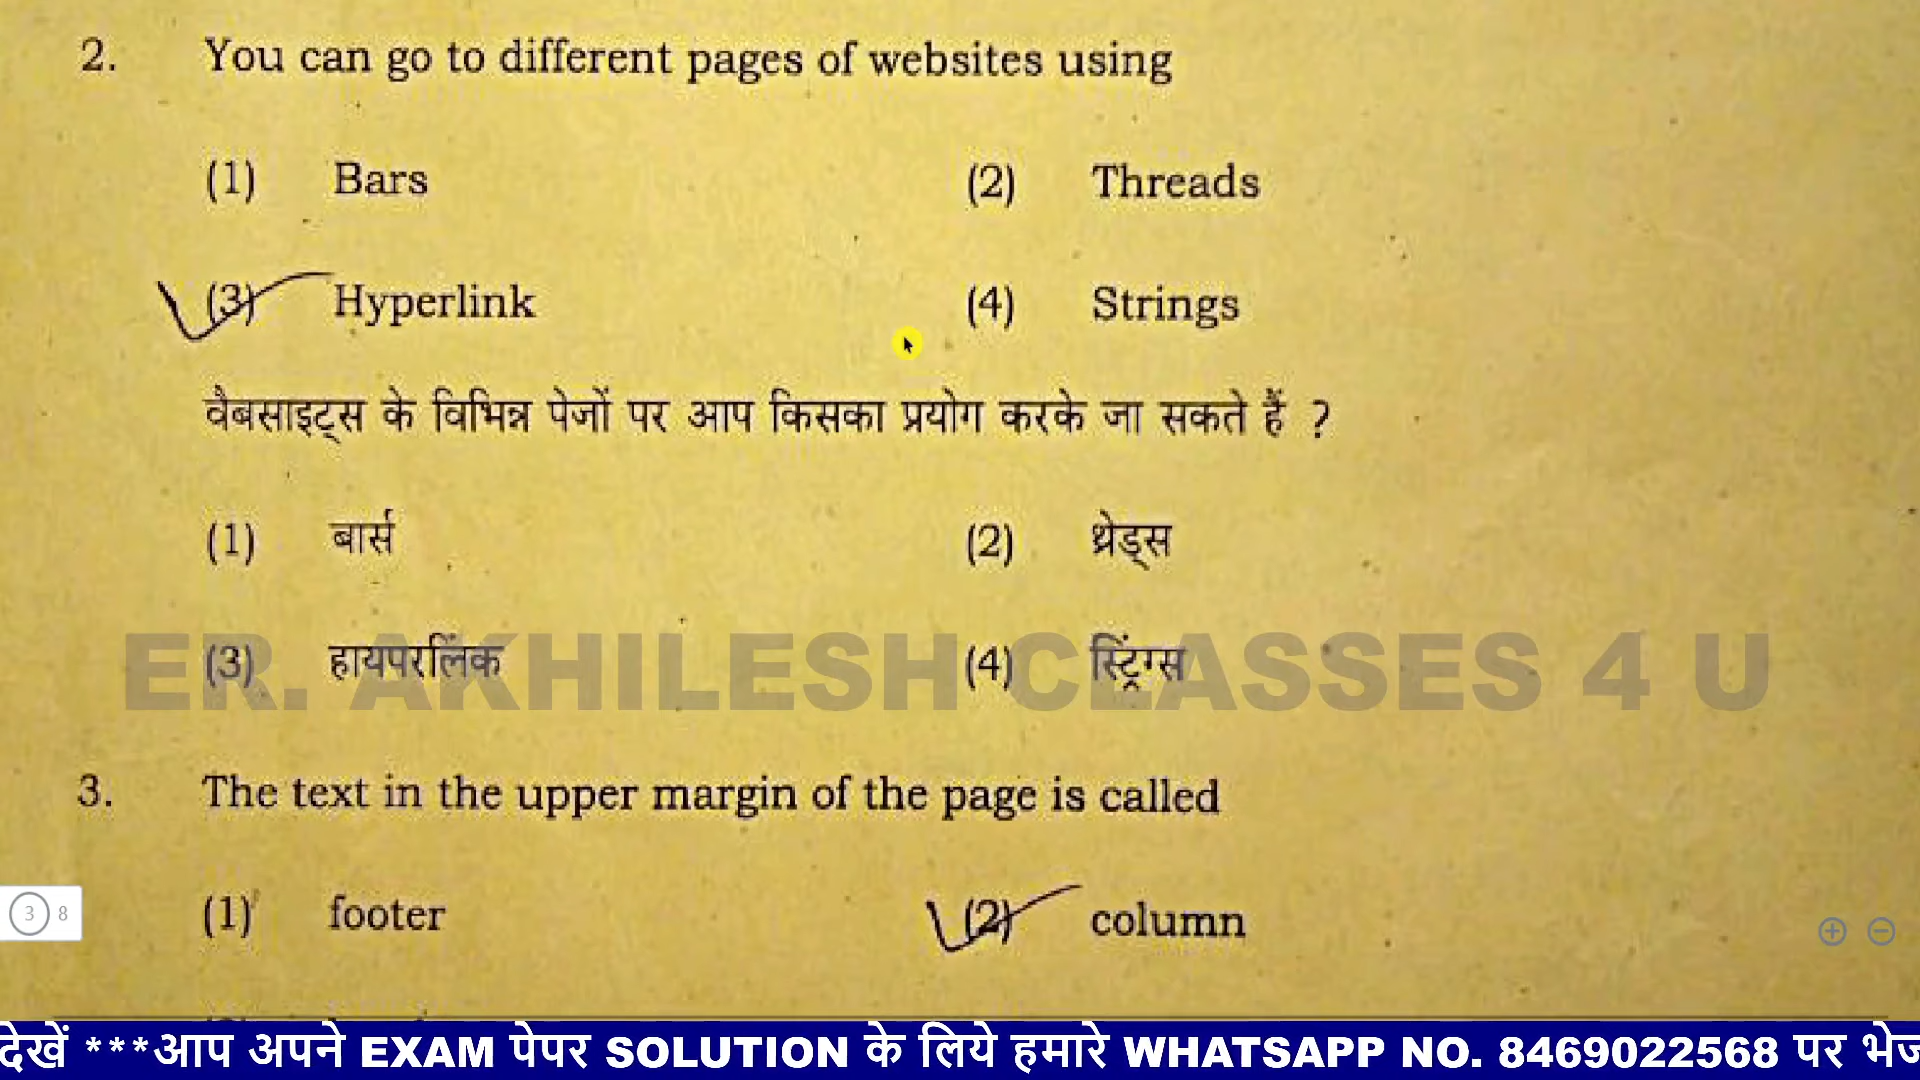 2. You can go to different pages of websites using
(1) Bars (2) Threads
(3) Hyperlink (4) Strings
वैबसाइट्स के विभिन्न पेजों पर आप किसका प्रयोग करके जा सकते हैं ?
(1) बार्स (2) थ्रेड्स
(3) हायपरलिंक (4) स्ट्रिंग्स
ER. AKHILESH CLASSES 4 U
3. The text in the upper margin of the page is called
(1) footer (2) column
3 8
देखें ***आप अपने EXAM पेपर SOLUTION के लिये हमारे WHATSAPP NO. 8469022568 पर